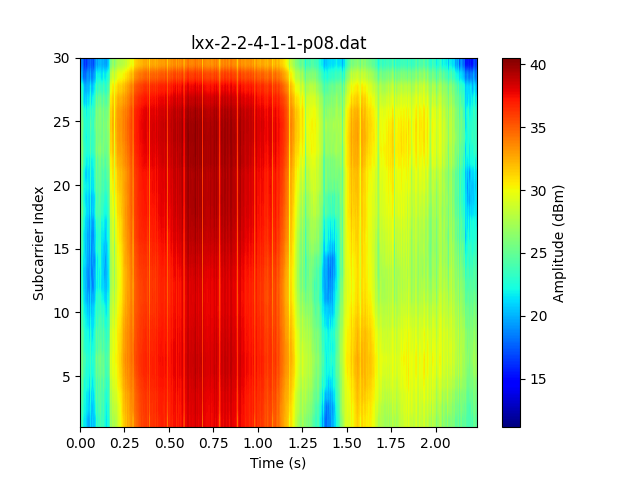 lxx-2-2-4-1-1-p08.dat
30
25
20
15
10
5
Subcarrier Index
0.00 0.25 0.50 0.75 1.00 1.25 1.50 1.75 2.00
Time (s)
40
35
30
25
20
15
Amplitude (dBm)